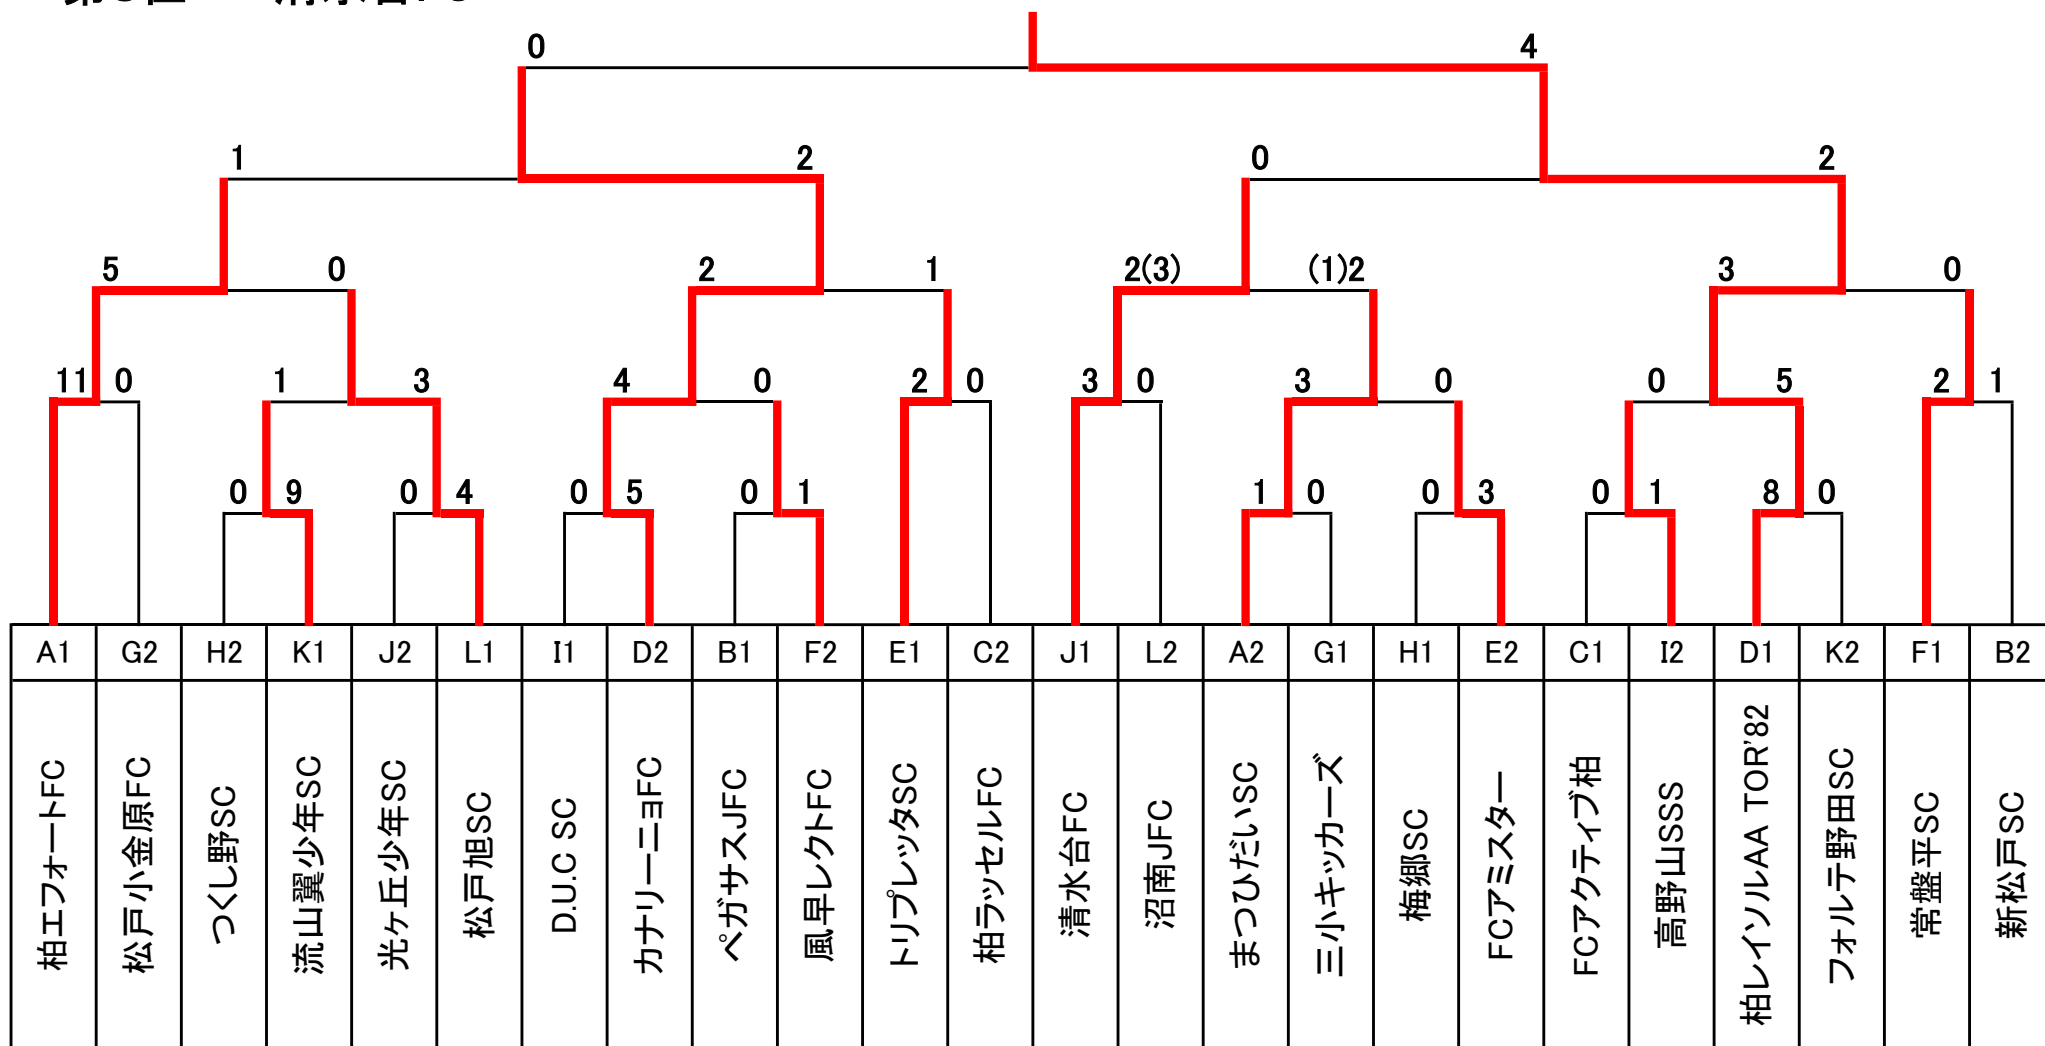 0 4
1 2 0 2
5 0 2 1 2(3) (1)2 3 0
11 0 1 3 4 0 2 0 3 0 3 0 0 5 2 1
0 9 0 4 0 5 0 1 1 0 0 3 0 1 8 0
A1 G2 H2 K1 J2 L1 I1 D2 B1 F2 E1 C2 J1 L2 A2 G1 H1 E2 C1 I2 D1 K2 F1 B2
柏エフォートFC
松戸小金原FC
つくし野SC
流山翼少年SC
光ヶ丘少年SC
松戸旭SC
D.U.C SC
カナリーニョFC
ペガサスJFC
風早レクトFC
トリプレッタSC
柏ラッセルFC
清水台FC
沼南JFC
まつひだいSC
三小キッカーズ
梅郷SC
FCアミスター
FCアクティブ柏
高野山SSS
柏レイソルAA TOR'82
フォルテ野田SC
常盤平SC
新松戸SC